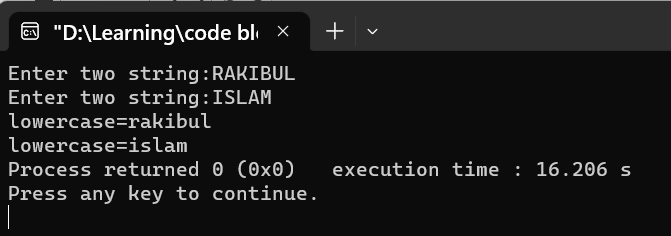 "D:\Learning\code blo
Enter two string:RAKIBUL
Enter two string:ISLAM
lowercase=rakibul
lowercase=islam
Process returned 0 (0x0)   execution time : 16.206 s
Press any key to continue.